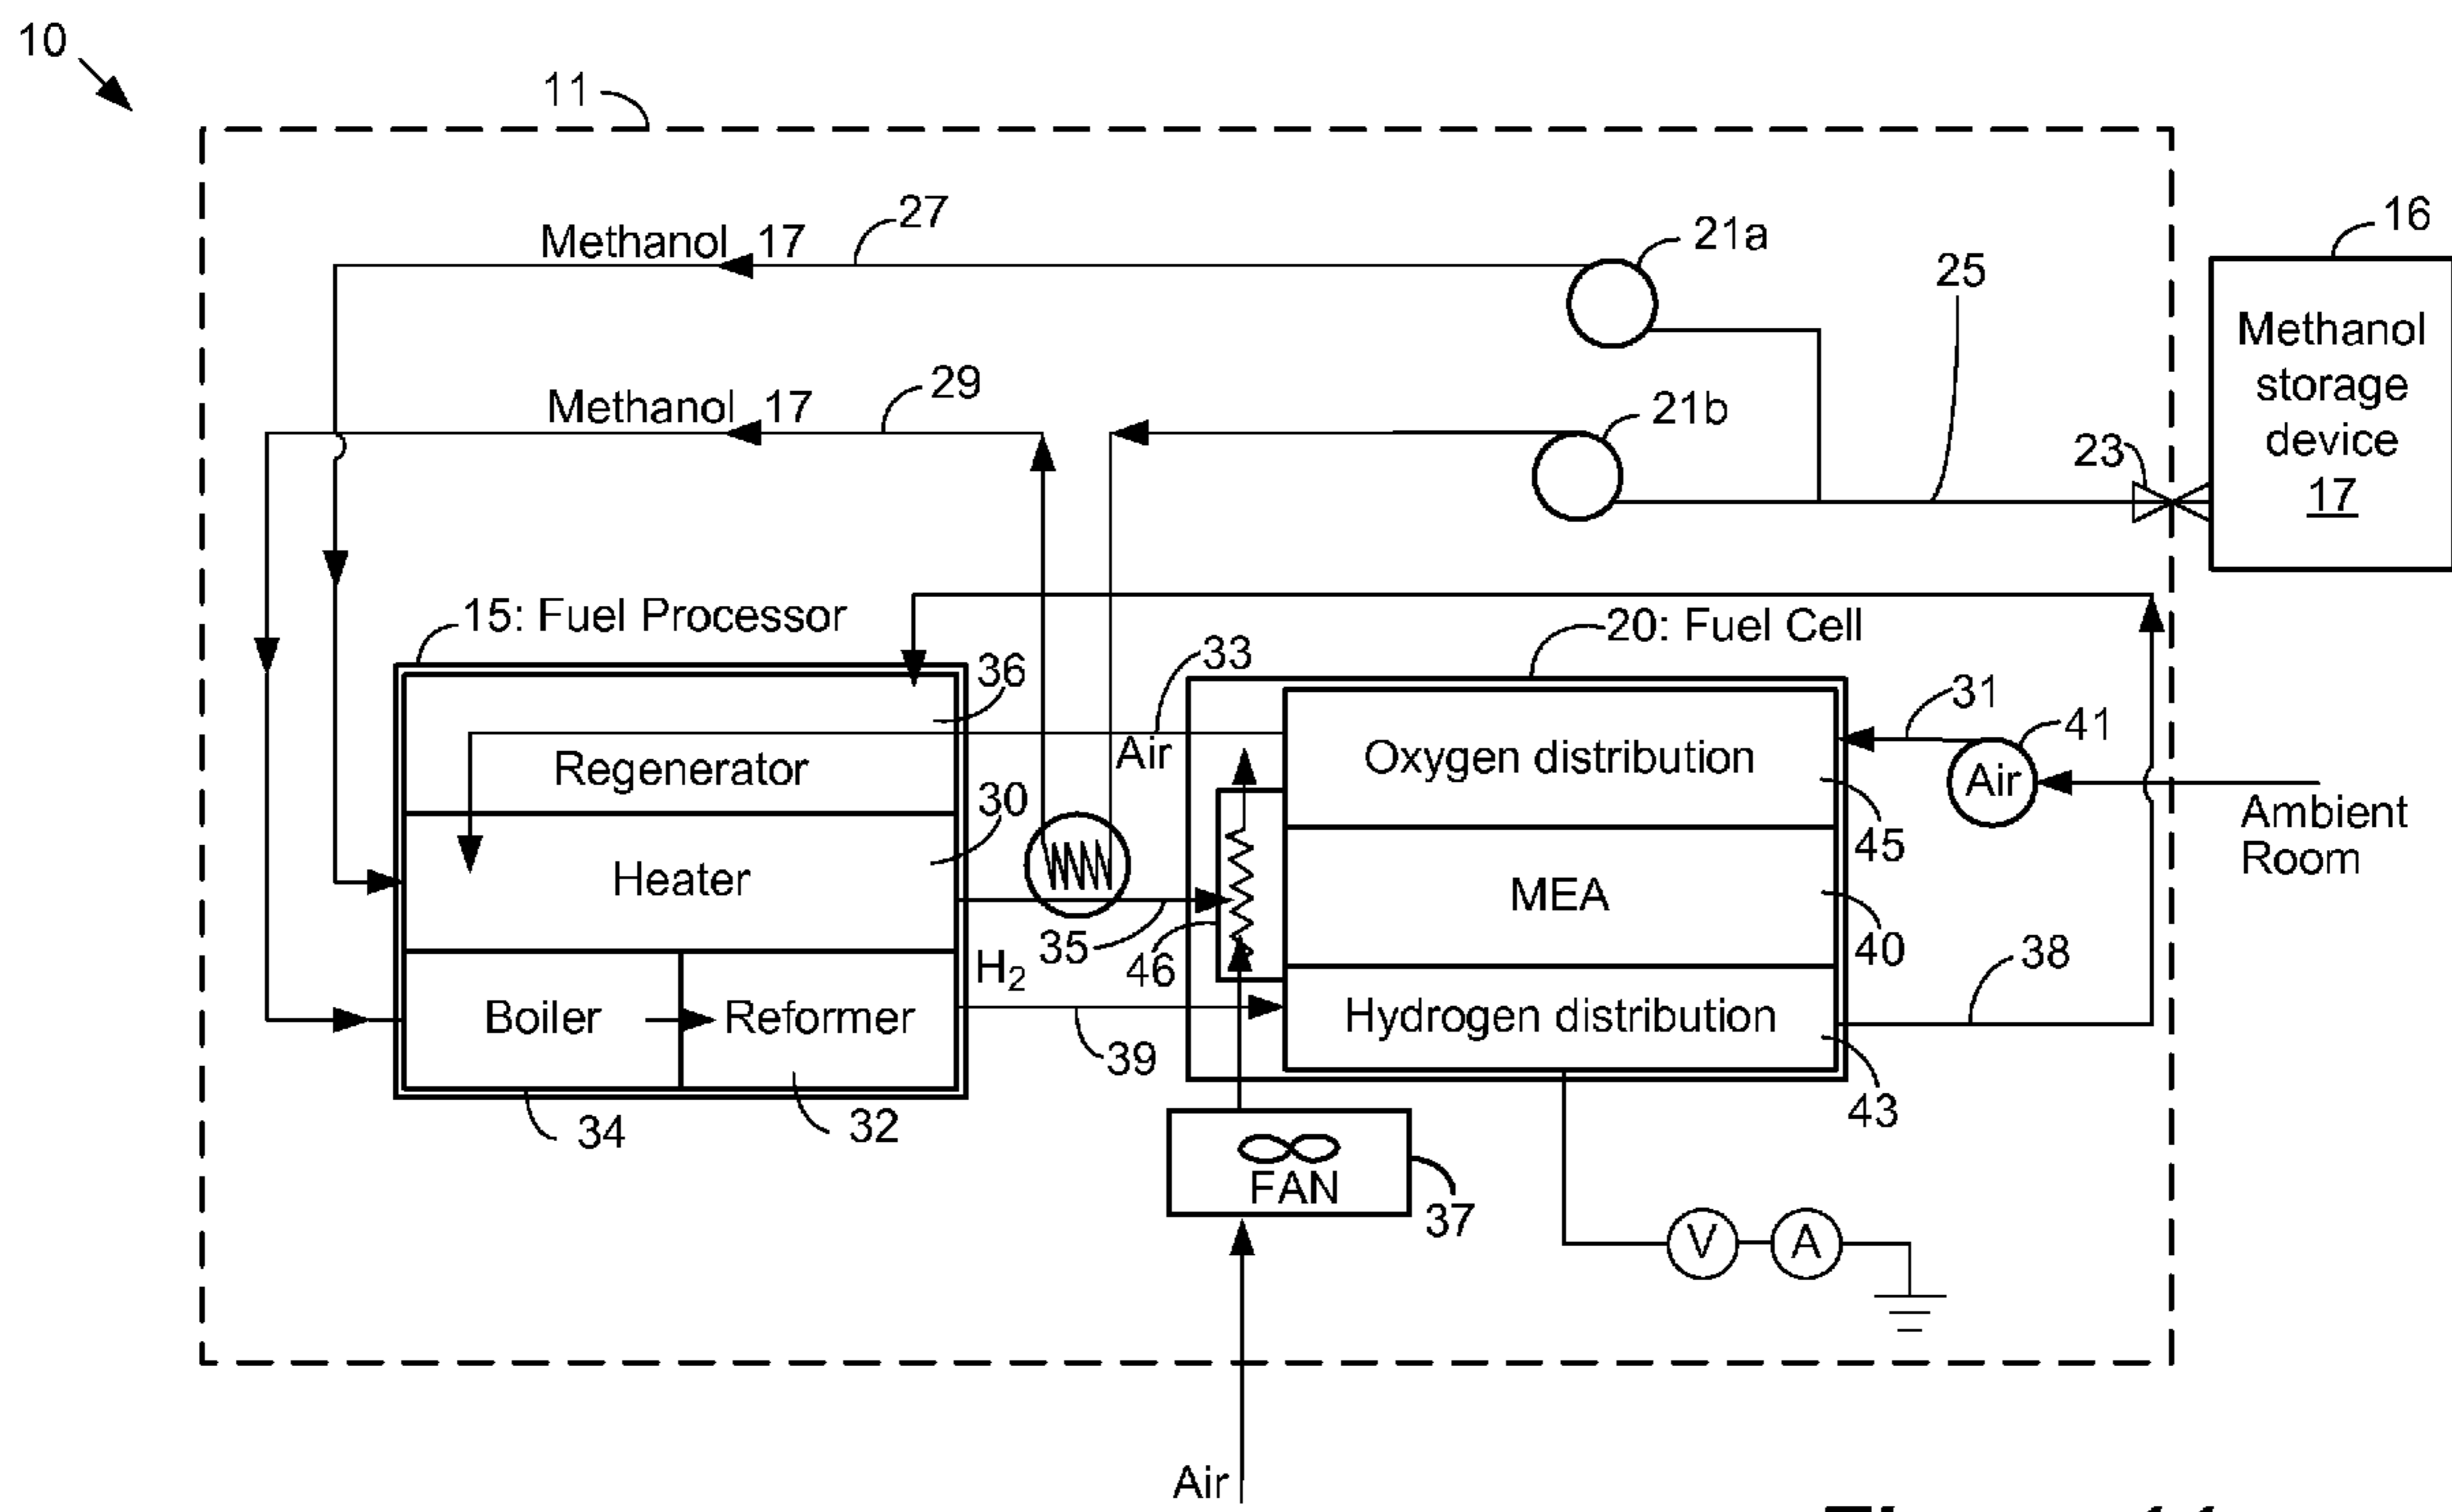 10
11
27
Methanol 17
21a
16
25
Methanol
storage
device
17
29
Methanol 17
21b
23
15: Fuel Processor
20: Fuel Cell
33
36
31
41
Air
Oxygen distribution
Air
Regenerator
Ambient
Room
30
45
Heater
MEA
35
46
40
38
H2
Boiler
Reformer
Hydrogen distribution
39
43
34
32
FAN
37
V
A
Air